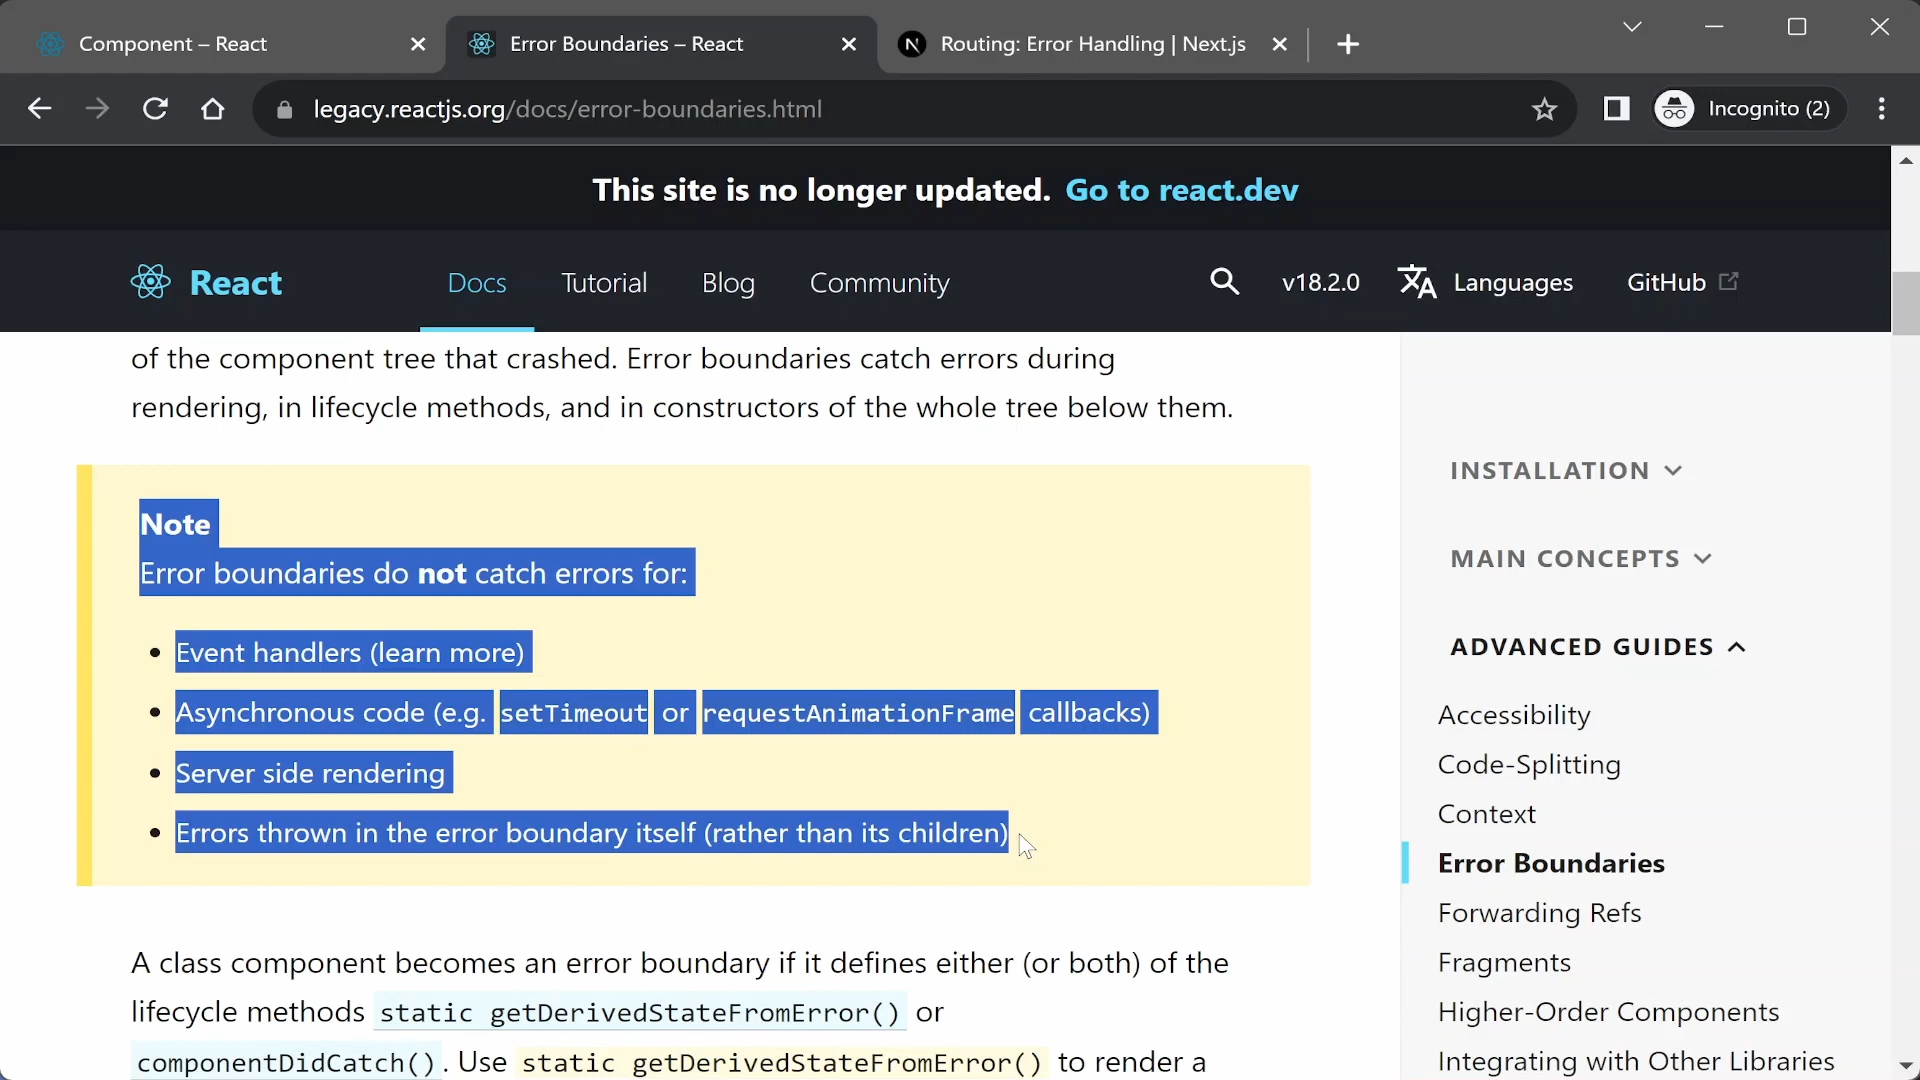 Component – React
Error Boundaries – React
Routing: Error Handling | Next.js
legacy.reactjs.org/docs/error-boundaries.html
Incognito (2)
This site is no longer updated. Go to react.dev
React Docs Tutorial Blog Community v18.2.0 Languages GitHub
of the component tree that crashed. Error boundaries catch errors during
rendering, in lifecycle methods, and in constructors of the whole tree below them.
Note
Error boundaries do not catch errors for:
• Event handlers (learn more)
• Asynchronous code (e.g. setTimeout or requestAnimationFrame callbacks)
• Server side rendering
• Errors thrown in the error boundary itself (rather than its children)
A class component becomes an error boundary if it defines either (or both) of the
lifecycle methods static getDerivedStateFromError() or
componentDidCatch(). Use static getDerivedStateFromError() to render a
INSTALLATION
MAIN CONCEPTS
ADVANCED GUIDES
Accessibility
Code-Splitting
Context
Error Boundaries
Forwarding Refs
Fragments
Higher-Order Components
Integrating with Other Libraries